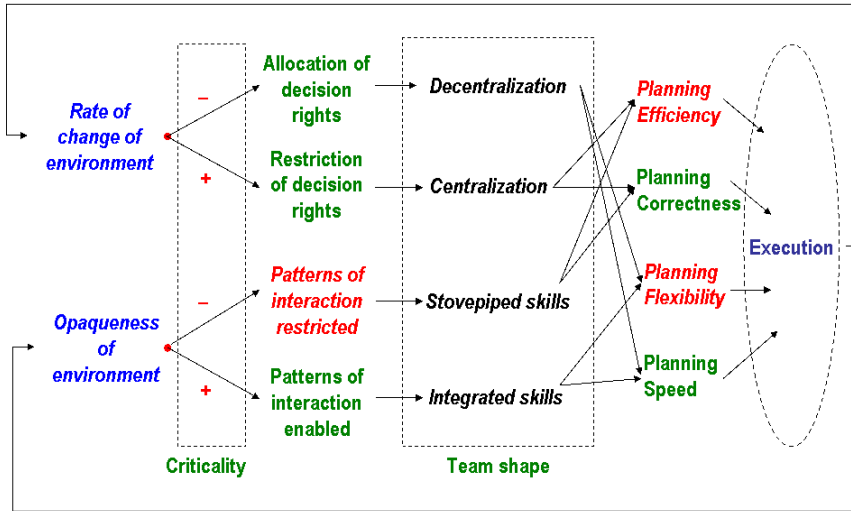 Rate of
change of
environment
−
+
Allocation of
decision
rights
Restriction
of decision
rights
Decentralization
Centralization
Planning
Efficiency
Planning
Correctness
Opaqueness
of
environment
−
+
Patterns of
interaction
restricted
Patterns of
interaction
enabled
Stovepiped skills
Integrated skills
Planning
Flexibility
Planning
Speed
Execution
Criticality
Team shape